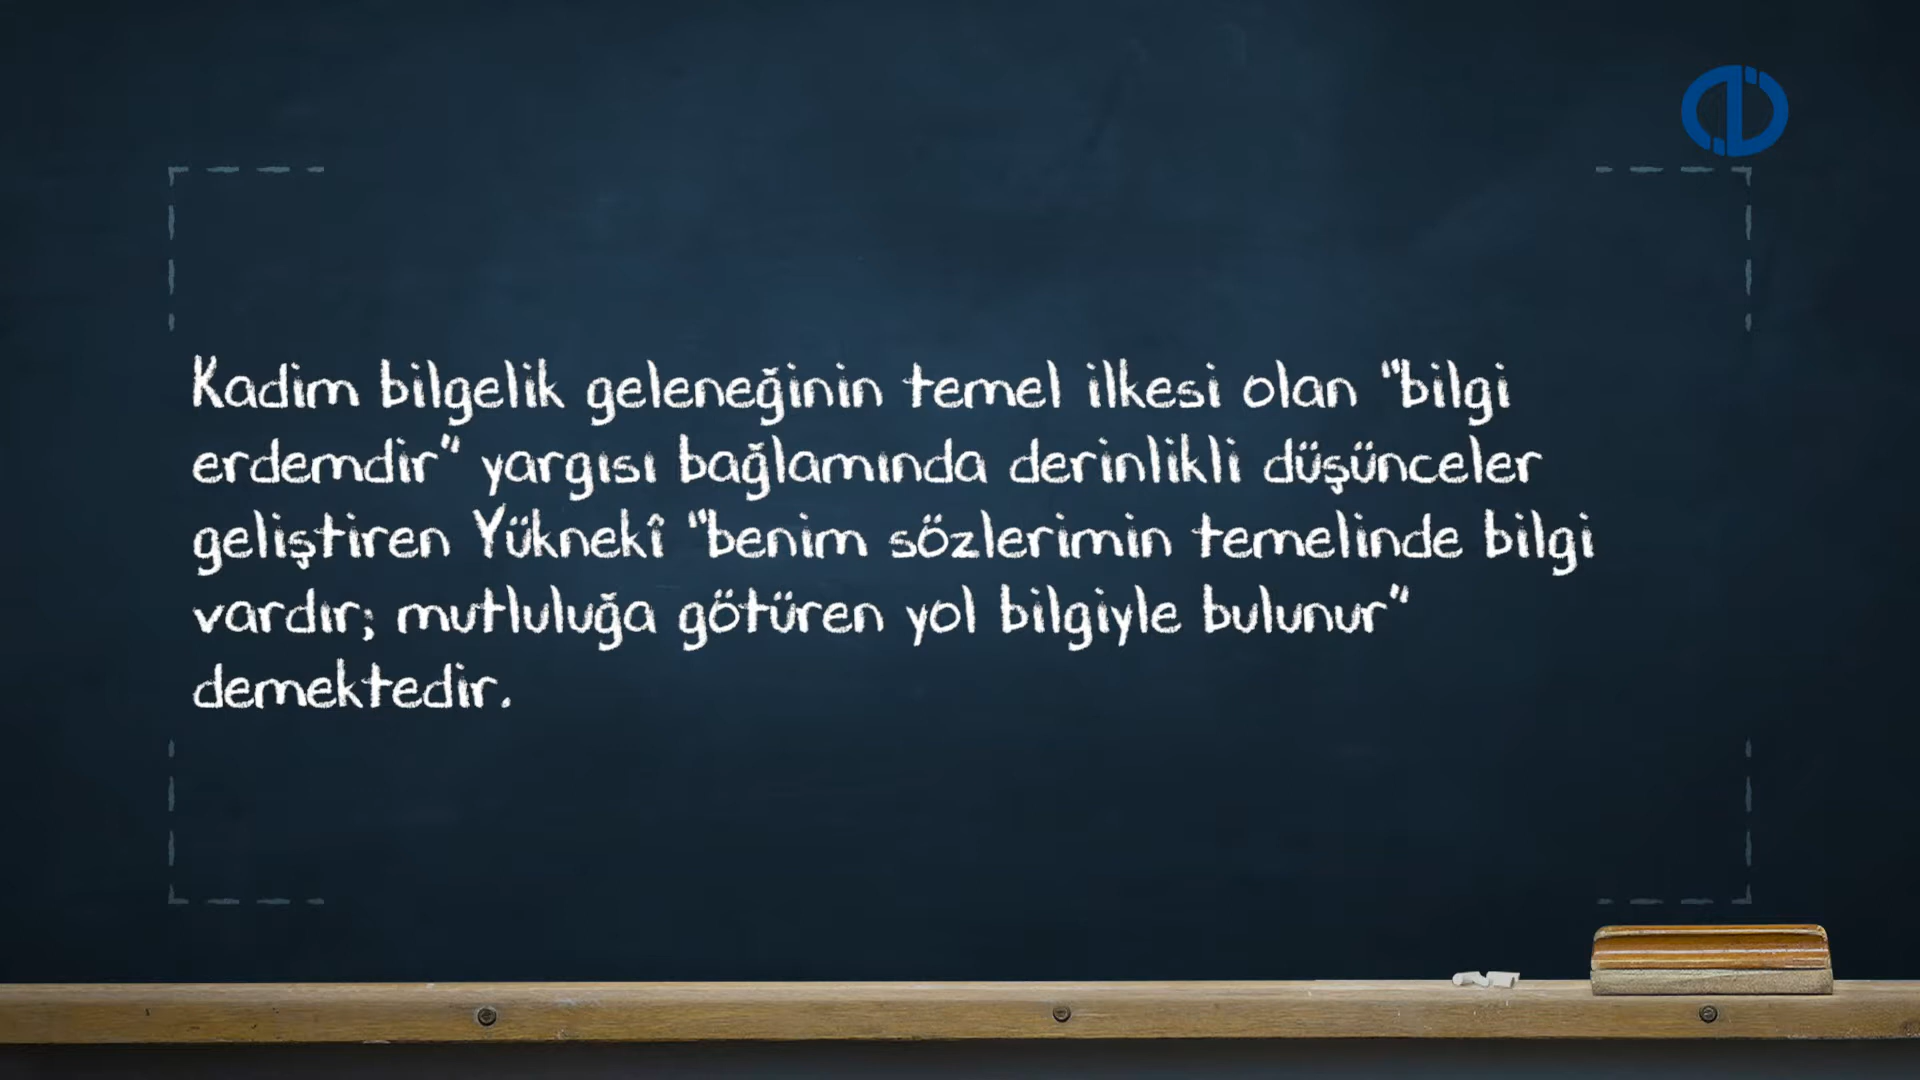 Kadim bilgelik geleneğinin temel ilkesi olan "bilgi
erdemdir" yargısı bağlamında derinlikli düşünceler
geliştiren Yüknekî "benim sözlerimin temelinde bilgi
vardır; mutluluğa götüren yol bilgiyle bulunur"
demektedir.